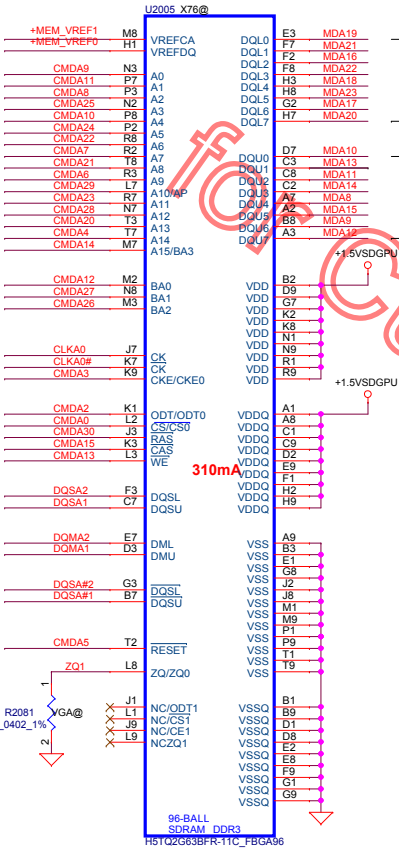 U2005 X76@
+MEM_VREF1 M8 VREFCA
+MEM_VREF0 H1 VREFDQ
CMDA9 N3 A0
CMDA11 P7 A1
CMDA8 P3 A2
CMDA25 N2 A3
CMDA10 P8 A4
CMDA24 P2 A5
CMDA22 R8 A6
CMDA7 R2 A7
CMDA21 T8 A8
CMDA6 R3 A9
CMDA29 L7 A10/AP
CMDA23 R7 A11
CMDA28 N7 A12
CMDA20 T3 A13
CMDA4 T7 A14
CMDA14 M7 A15/BA3
CMDA12 M2 BA0
CMDA27 N8 BA1
CMDA26 M3 BA2
CLKA0 J7 CK
CLKA0# K7 CK
CMDA3 K9 CKE/CKE0
CMDA2 K1 ODT/ODT0
CMDA0 L2 CS/CS0
CMDA30 J3 RAS
CMDA15 K3 CAS
CMDA13 L3 WE
DQSA2 F3 DQSL
DQSA1 C7 DQSU
DQMA2 E7 DML
DQMA1 D3 DMU
DQSA#2 G3 DQSL
DQSA#1 B7 DQSU
CMDA5 T2 RESET
ZQ1 L8 ZQ/ZQ0
J1 NC/ODT1
L1 NC/CS1
J9 NC/CE1
L9 NCZQ1
1
R2081 VGA@
_0402_1%
2
DQL0 E3 MDA19
DQL1 F7 MDA21
DQL2 F2 MDA16
DQL3 F8 MDA22
DQL4 H3 MDA18
DQL5 H8 MDA23
DQL6 G2 MDA17
DQL7 H7 MDA20
DQU0 D7 MDA10
DQU1 C3 MDA13
DQU2 C8 MDA11
DQU3 C2 MDA14
DQU4 A7 MDA8
DQU5 A2 MDA15
DQU6 B8 MDA9
DQU7 A3 MDA12
+1.5VSDGPU
VDD B2
VDD D9
VDD G7
VDD K2
VDD K8
VDD N1
VDD N9
VDD R1
VDD R9
+1.5VSDGPU
VDDQ A1
VDDQ A8
VDDQ C1
VDDQ C9
VDDQ D2
VDDQ E9
VDDQ F1
VDDQ H2
VDDQ H9
310mA
VSS A9
VSS B3
VSS E1
VSS G8
VSS J2
VSS J8
VSS M1
VSS M9
VSS P1
VSS P9
VSS T1
VSS T9
VSSQ B1
VSSQ B9
VSSQ D1
VSSQ D8
VSSQ E2
VSSQ E8
VSSQ F9
VSSQ G1
VSSQ G9
96-BALL
SDRAM DDR3
H5TQ2G63BFR-11C_FBGA96
for